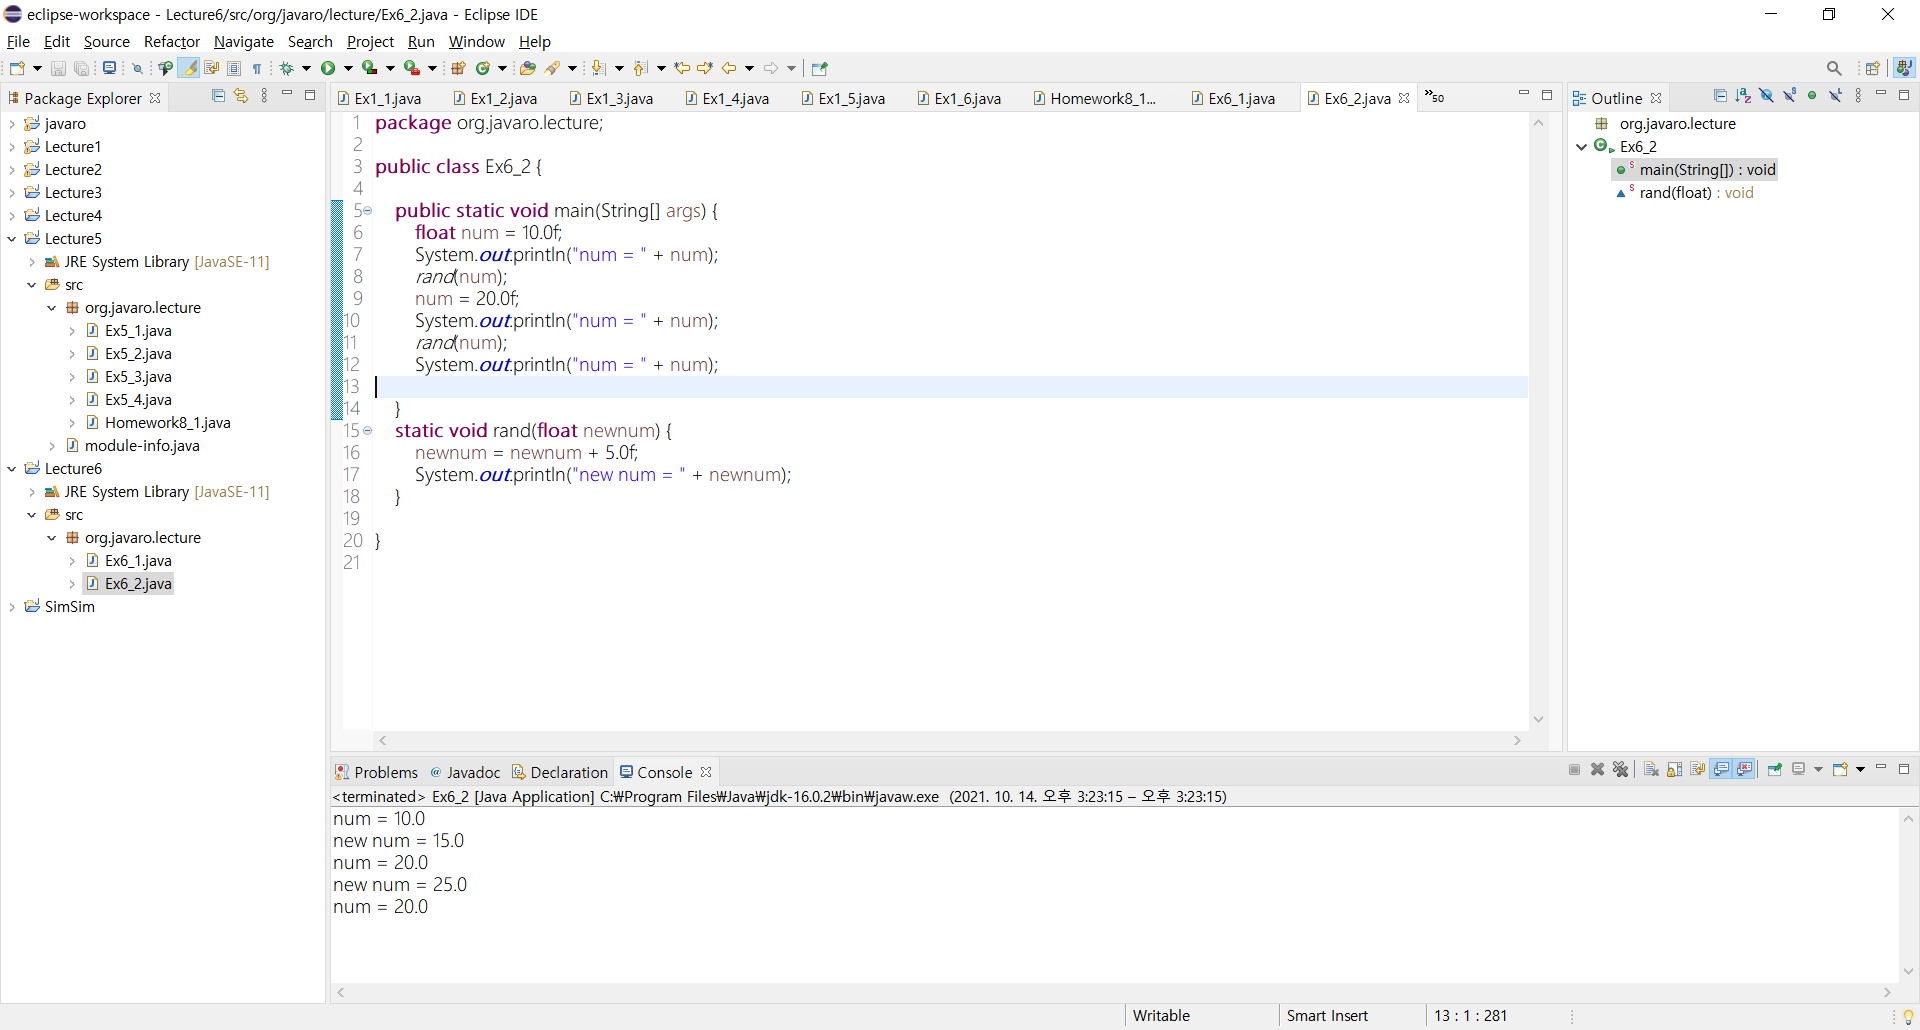 eclipse-workspace - Lecture6/src/org/javaro/lecture/Ex6_2.java - Eclipse IDE
File Edit Source Refactor Navigate Search Project Run Window Help
Package Explorer
javaro
Lecture1
Lecture2
Lecture3
Lecture4
Lecture5
JRE System Library [JavaSE-11]
src
org.javaro.lecture
Ex5_1.java
Ex5_2.java
Ex5_3.java
Ex5_4.java
Homework8_1.java
module-info.java
Lecture6
JRE System Library [JavaSE-11]
src
org.javaro.lecture
Ex6_1.java
Ex6_2.java
SimSim
Ex1_1.java Ex1_2.java Ex1_3.java Ex1_4.java Ex1_5.java Ex1_6.java Homework8_1... Ex6_1.java Ex6_2.java »50
1 package org.javaro.lecture;
2
3 public class Ex6_2 {
4
5 public static void main(String[] args) {
6 float num = 10.0f;
7 System.out.println("num = " + num);
8 rand(num);
9 num = 20.0f;
10 System.out.println("num = " + num);
11 rand(num);
12 System.out.println("num = " + num);
13
14 }
15 static void rand(float newnum) {
16 newnum = newnum + 5.0f;
17 System.out.println("new num = " + newnum);
18 }
19
20 }
21
Outline
org.javaro.lecture
Ex6_2
main(String[]) : void
rand(float) : void
Problems @ Javadoc Declaration Console
<terminated> Ex6_2 [Java Application] C:₩Program Files₩Java₩jdk-16.0.2₩bin₩javaw.exe (2021. 10. 14. 오후 3:23:15 – 오후 3:23:15)
num = 10.0
new num = 15.0
num = 20.0
new num = 25.0
num = 20.0
Writable Smart Insert 13 : 1 : 281